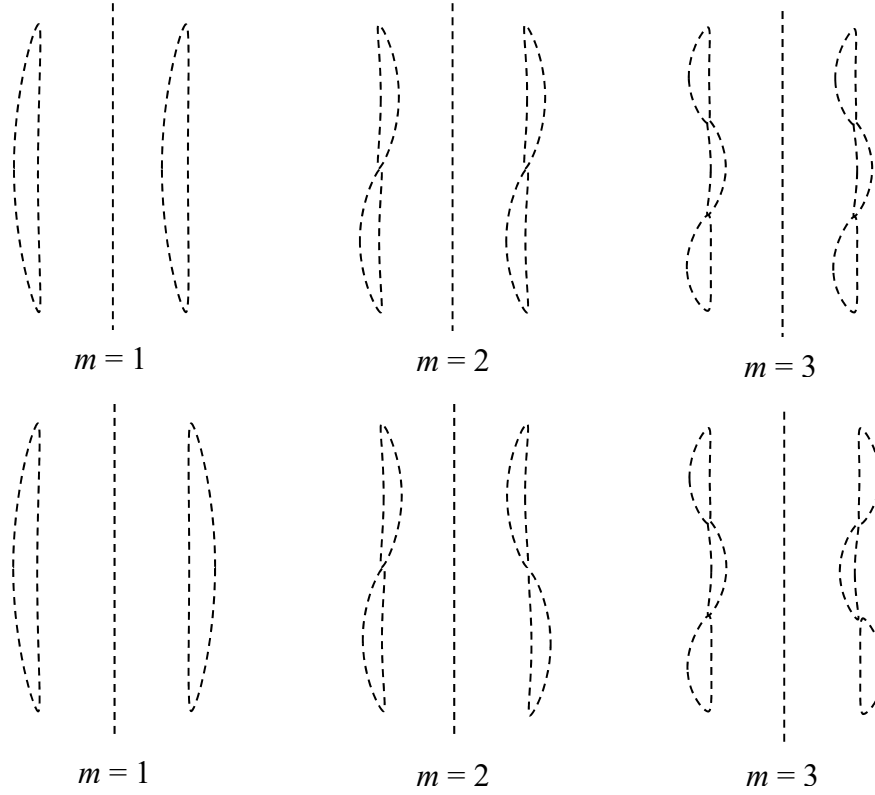 m = 1
m = 2
m = 3
m = 1
m = 2
m = 3